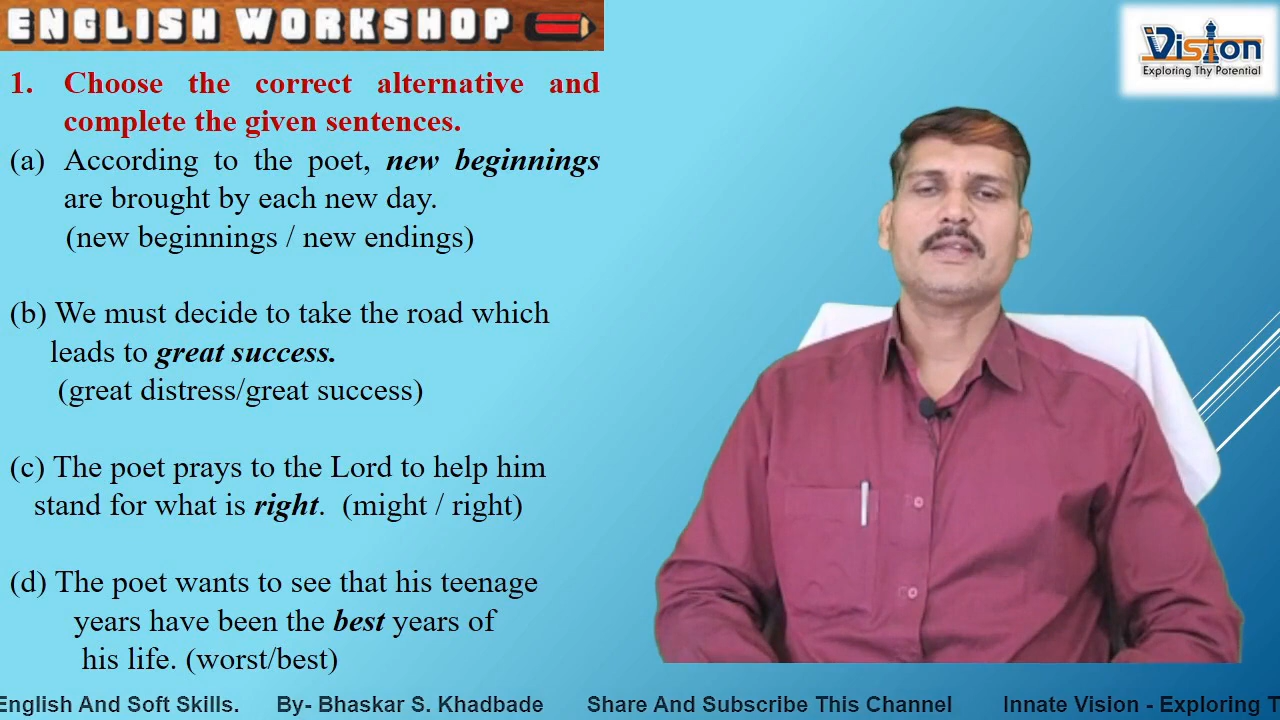 ENGLISH WORKSHOP
Vision
Exploring Thy Potential
1. Choose the correct alternative and
complete the given sentences.
(a) According to the poet, new beginnings
are brought by each new day.
(new beginnings / new endings)
(b) We must decide to take the road which
leads to great success.
(great distress/great success)
(c) The poet prays to the Lord to help him
stand for what is right. (might / right)
(d) The poet wants to see that his teenage
years have been the best years of
his life. (worst/best)
English And Soft Skills. By- Bhaskar S. Khadbade Share And Subscribe This Channel Innate Vision - Exploring T